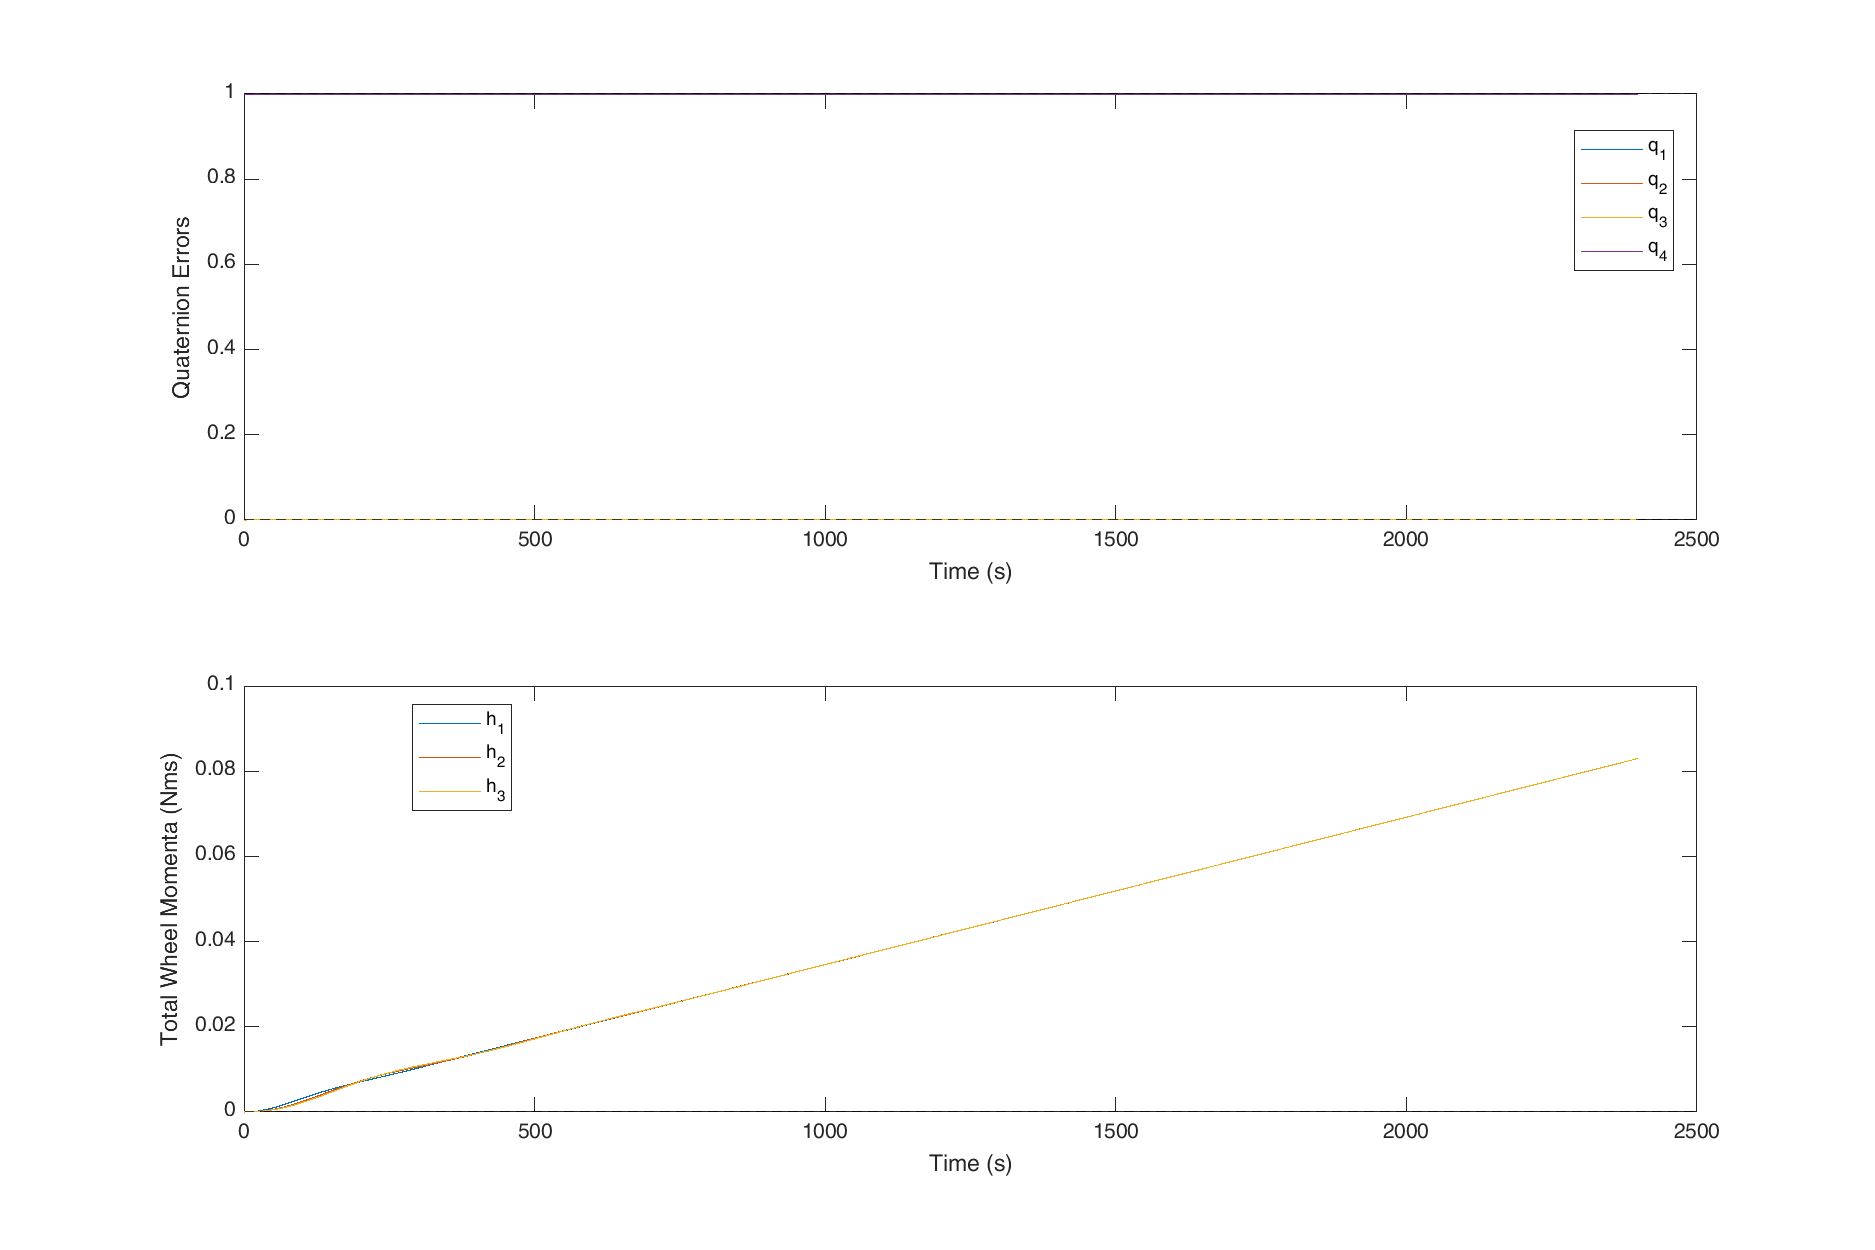 1
0.8
0.6
0.4
0.2
0
Quaternion Errors
q1
q2
q3
q4
0 500 1000 1500 2000 2500
Time (s)
0.1
0.08
0.06
0.04
0.02
0
Total Wheel Momenta (Nms)
h1
h2
h3
0 500 1000 1500 2000 2500
Time (s)